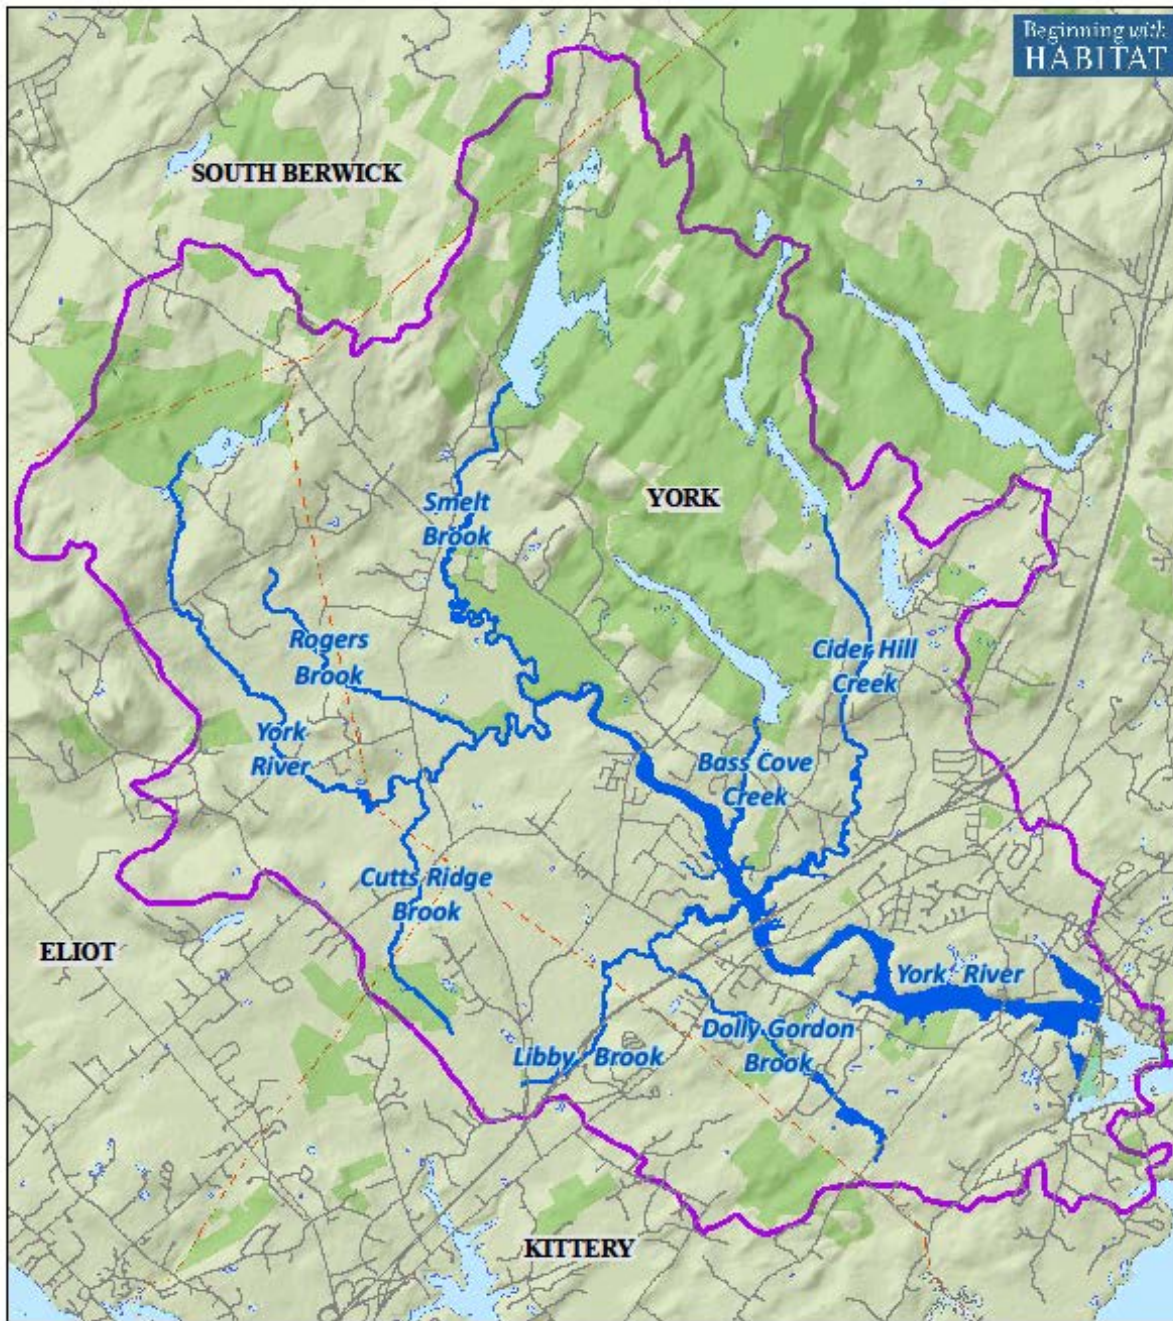 Beginning with
HABITAT
SOUTH BERWICK
YORK
Smelt
Brook
Rogers
Brook
Cider Hill
Creek
York
River
Bass Cove
Creek
Cutts Ridge
Brook
ELIOT
York River
Dolly Gordon
Brook
Libby Brook
KITTERY